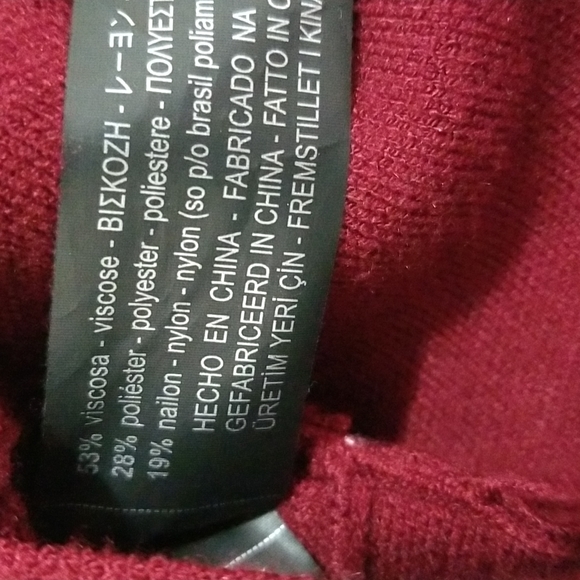 53% viscosa - viscose - ΒΙΣΚΟΖΗ - レーヨン
28% poliéster - polyester - poliestere - ΠΟΛΥΕΣΤ
19% nailon - nylon - nylon (so p/o brasil poliam
HECHO EN CHINA - FABRICADO NA
GEFABRICEERD IN CHINA - FATTO IN C
ÜRETİM YERİ ÇİN - FREMSTILLET I KINA